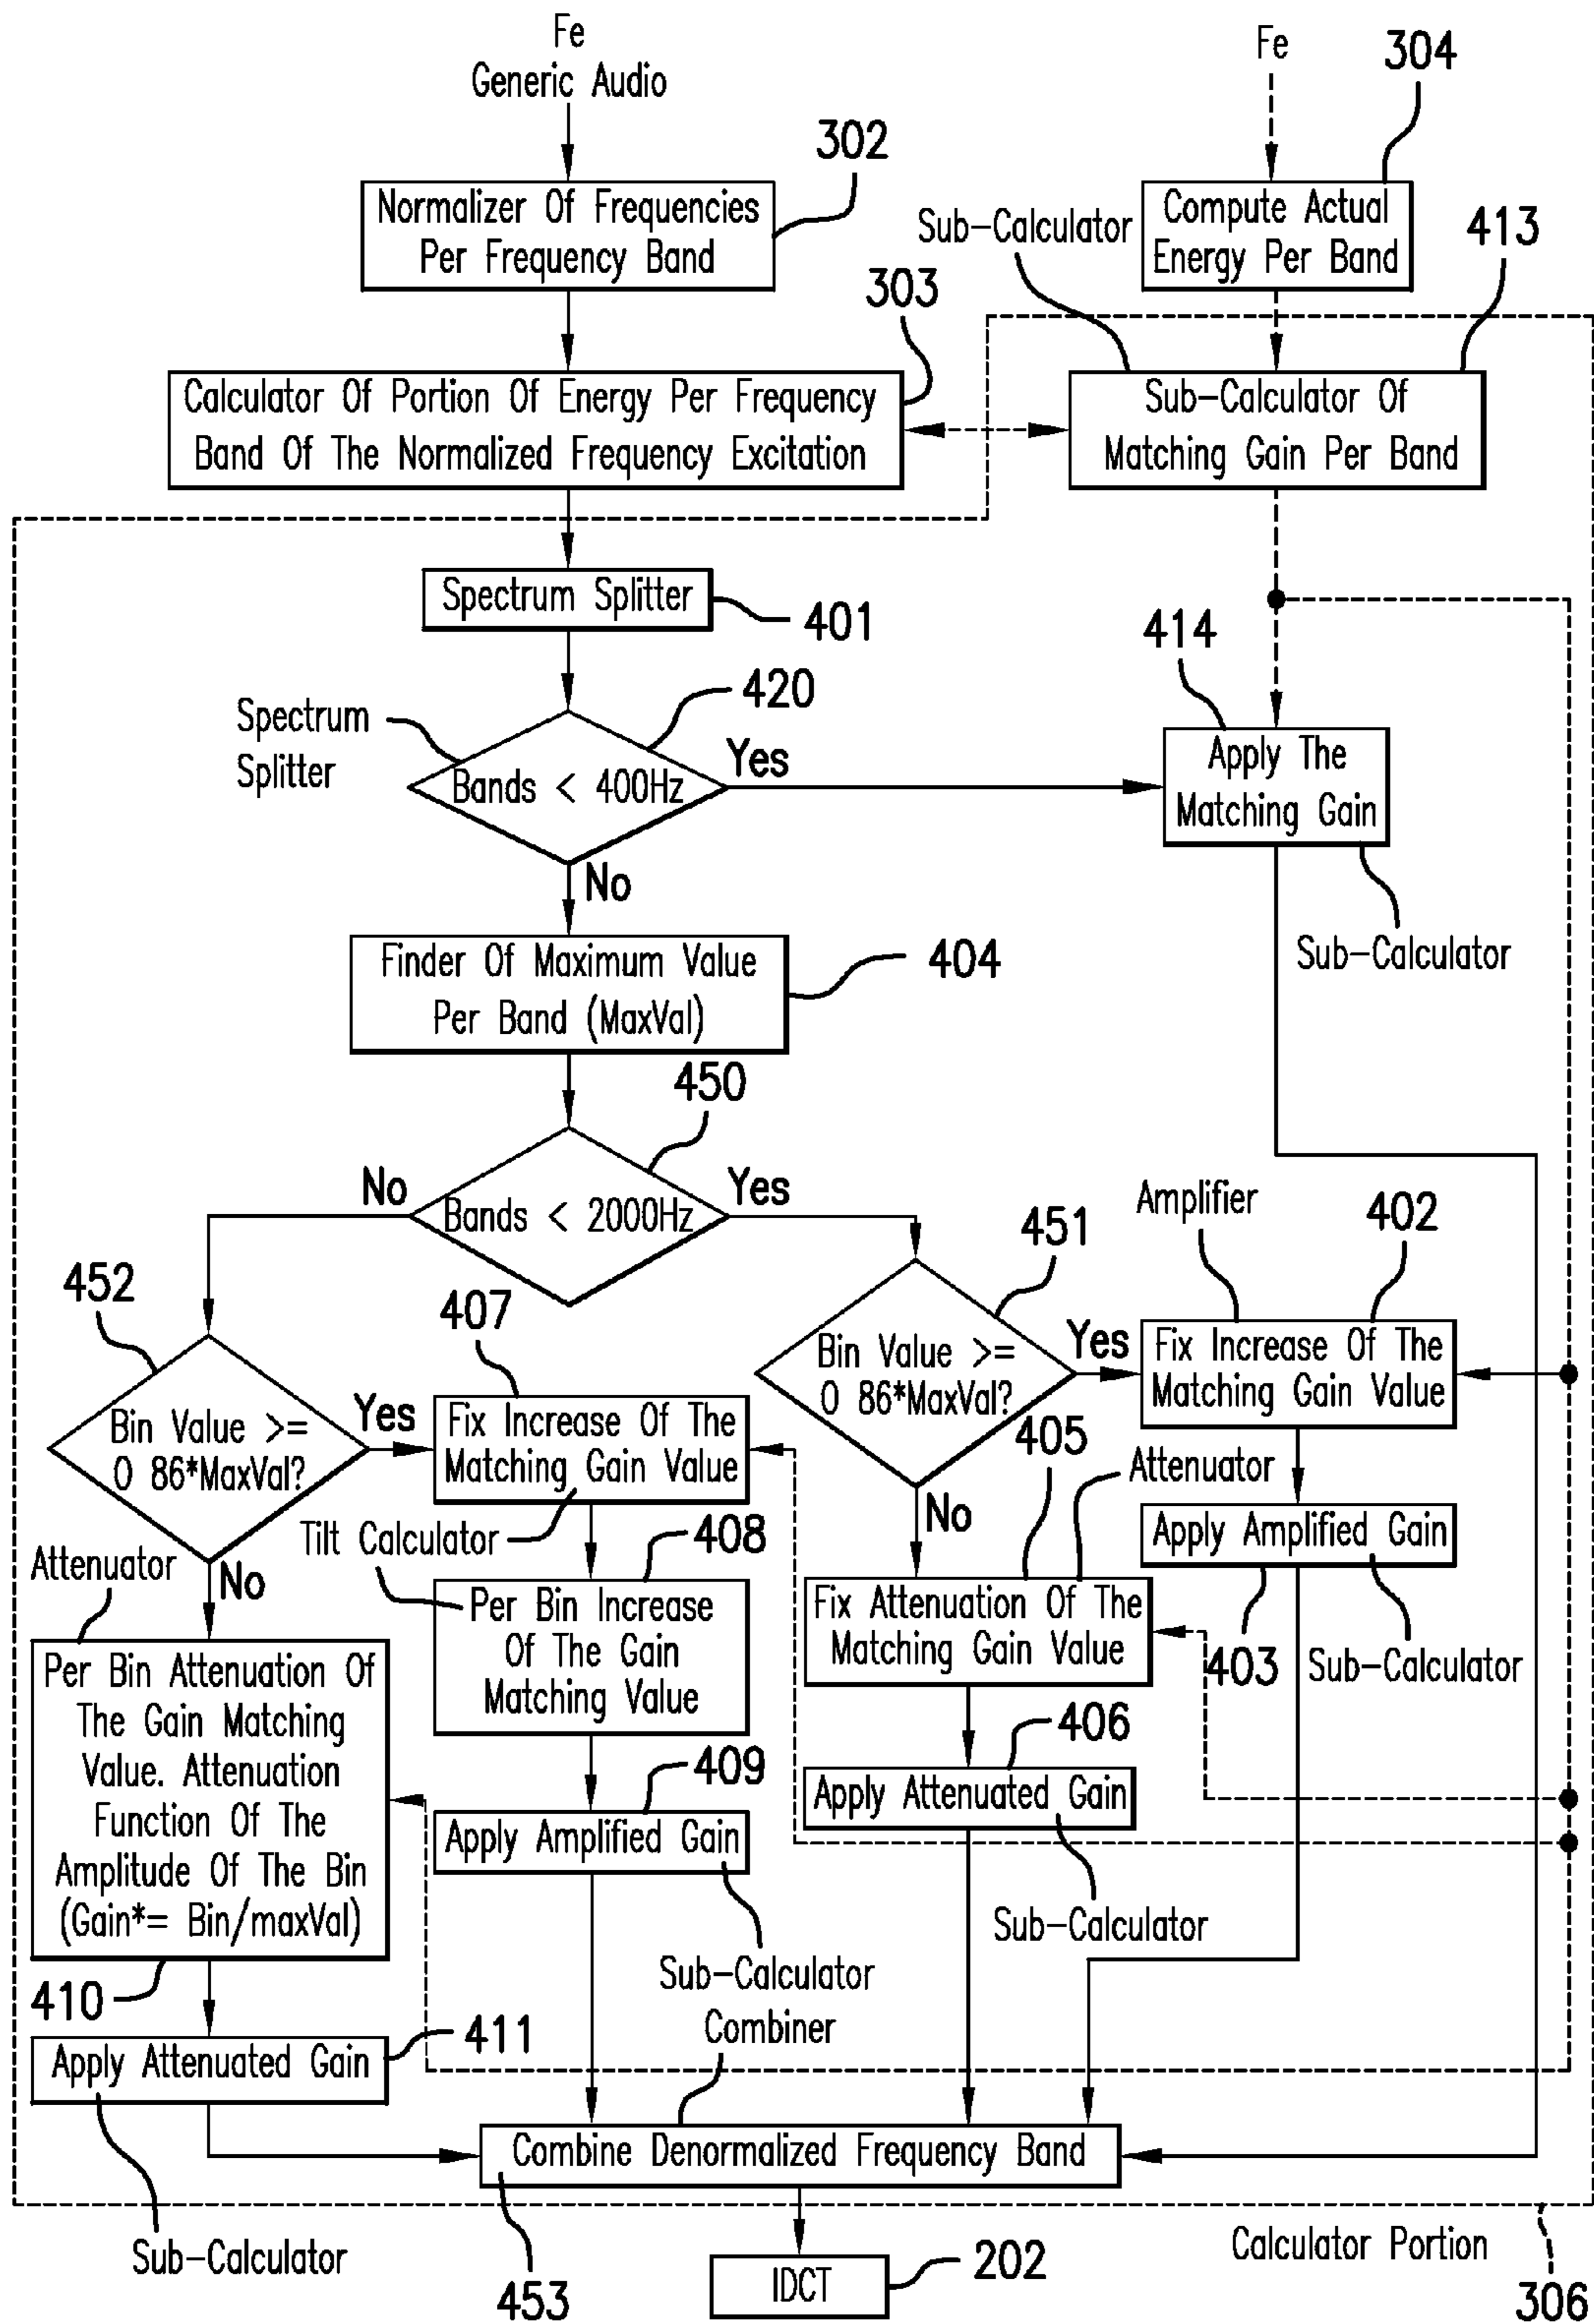 Fe
Generic Audio
Fe
304
302
Normalizer Of Frequencies
Per Frequency Band
Compute Actual
Energy Per Band
Sub-Calculator
413
303
Calculator Of Portion Of Energy Per Frequency
Band Of The Normalized Frequency Excitation
Sub-Calculator Of
Matching Gain Per Band
Spectrum Splitter
401
414
420
Spectrum
Splitter
Bands < 400Hz
Yes
No
Apply The
Matching Gain
Sub-Calculator
Finder Of Maximum Value
Per Band (MaxVal)
404
450
Bands < 2000Hz
No
Yes
Amplifier
402
451
452
407
Bin Value >=
0 86*MaxVal?
Yes
Fix Increase Of The
Matching Gain Value
Bin Value >=
0 86*MaxVal?
Yes
Fix Increase Of The
Matching Gain Value
405
Attenuator
No
Tilt Calculator
408
Apply Amplified Gain
Attenuator
No
Per Bin Increase
Of The Gain
Matching Value
Fix Attenuation Of The
Matching Gain Value
403
Sub-Calculator
Per Bin Attenuation Of
The Gain Matching
Value. Attenuation
Function Of The
Amplitude Of The Bin
(Gain*= Bin/maxVal)
406
409
Apply Attenuated Gain
Apply Amplified Gain
Sub-Calculator
Sub-Calculator
410
Combiner
411
Apply Attenuated Gain
Combine Denormalized Frequency Band
Sub-Calculator
453
IDCT
202
Calculator Portion
306